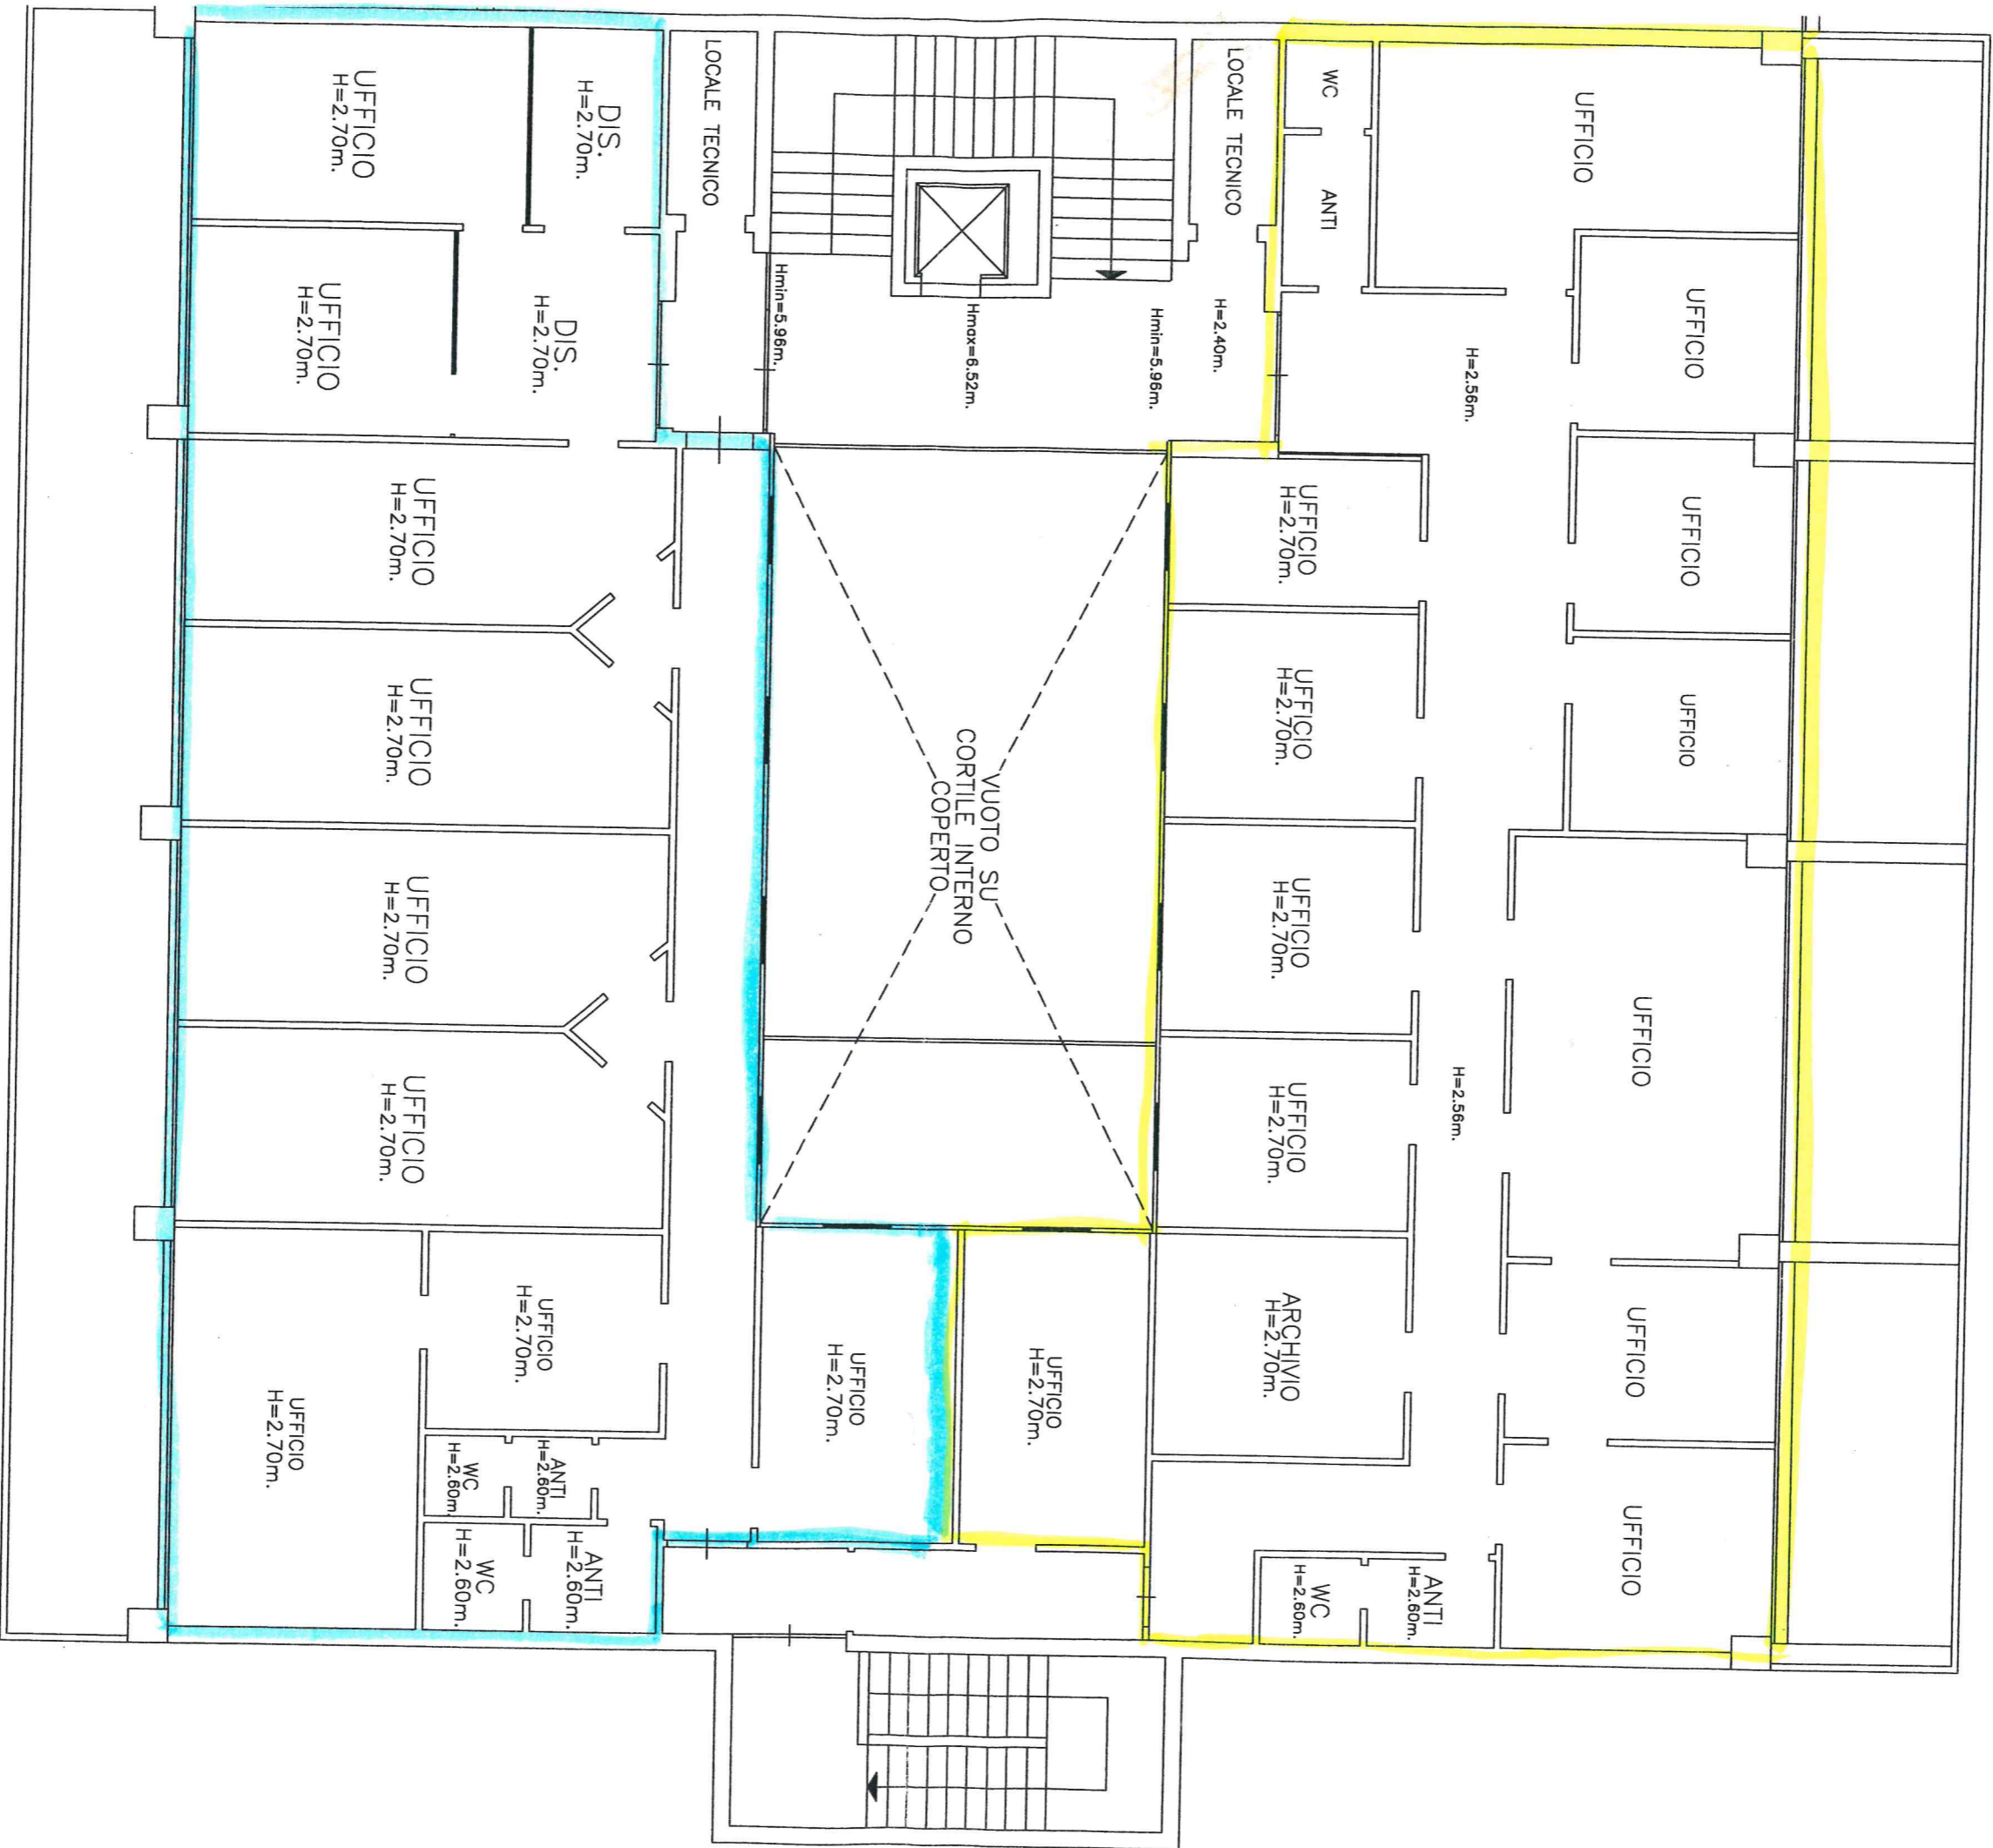 UFFICIO
H=2.70m.
DIS.
H=2.70m.
LOCALE TECNICO
LOCALE TECNICO
WC
ANTI
UFFICIO
UFFICIO
H=2.70m.
DIS.
H=2.70m.
Hmin=5.96m.
Hmax=6.52m.
Hmin=5.96m.
H=2.40m.
H=2.56m.
UFFICIO
UFFICIO
H=2.70m.
UFFICIO
H=2.70m.
UFFICIO
UFFICIO
H=2.70m.
VUOTO SU
CORTILE INTERNO
COPERTO
UFFICIO
H=2.70m.
UFFICIO
UFFICIO
H=2.70m.
UFFICIO
H=2.70m.
UFFICIO
H=2.70m.
UFFICIO
H=2.70m.
H=2.56m.
UFFICIO
UFFICIO
H=2.70m.
UFFICIO
H=2.70m.
UFFICIO
H=2.70m.
UFFICIO
H=2.70m.
ARCHIVIO
H=2.70m.
UFFICIO
WC
H=2.60m.
ANTI
H=2.60m.
WC
H=2.60m.
ANTI
H=2.60m.
WC
H=2.60m.
ANTI
H=2.60m.
UFFICIO